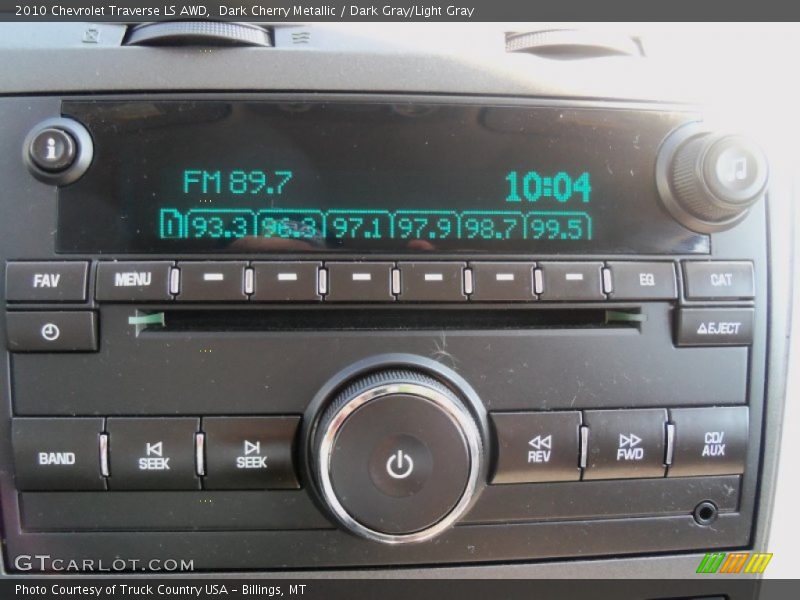 2010 Chevrolet Traverse LS AWD,  Dark Cherry Metallic / Dark Gray/Light Gray
i
FM 89.7 10:04
1 93.3 96.3 97.1 97.9 98.7 99.5
FAV MENU EQ CAT
EJECT
BAND SEEK SEEK REV FWD CD/
AUX
GTCARLOT.COM
Photo Courtesy of Truck Country USA – Billings, MT